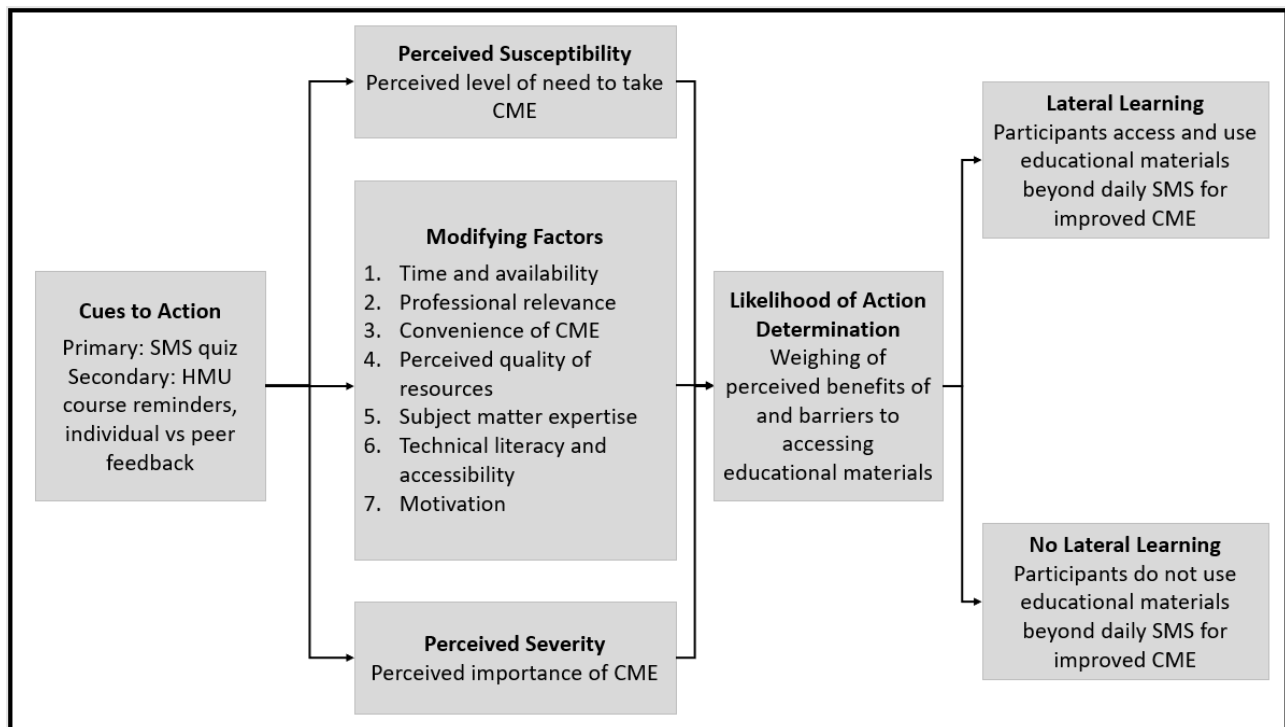 Cues to Action
Primary: SMS quiz
Secondary: HMU
course reminders,
individual vs peer
feedback
Perceived Susceptibility
Perceived level of need to take
CME
Modifying Factors
1. Time and availability
2. Professional relevance
3. Convenience of CME
4. Perceived quality of
resources
5. Subject matter expertise
6. Technical literacy and
accessibility
7. Motivation
Perceived Severity
Perceived importance of CME
Likelihood of Action
Determination
Weighing of
perceived benefits of
and barriers to
accessing
educational materials
Lateral Learning
Participants access and use
educational materials
beyond daily SMS for
improved CME
No Lateral Learning
Participants do not use
educational materials
beyond daily SMS for
improved CME